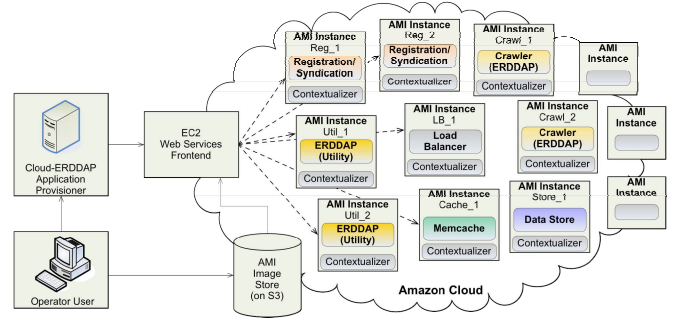 AMI Instance
Reg_1
Registration/
Syndication
Contextualizer
AMI Instance
Reg_2
Registration/
Syndication
Contextualizer
AMI Instance
Crawl_1
Crawler
(ERDDAP)
Contextualizer
AMI
Instance
Cloud-ERDDAP
Application
Provisioner
EC2
Web Services
Frontend
AMI Instance
Util_1
ERDDAP
(Utility)
Contextualizer
AMI Instance
LB_1
Load
Balancer
Contextualizer
AMI Instance
Crawl_2
Crawler
(ERDDAP)
Contextualizer
AMI
Instance
AMI Instance
Util_2
ERDDAP
(Utility)
Contextualizer
AMI Instance
Cache_1
Memcache
Contextualizer
AMI Instance
Store_1
Data Store
Contextualizer
AMI
Instance
Operator User
AMI
Image
Store
(on S3)
Amazon Cloud